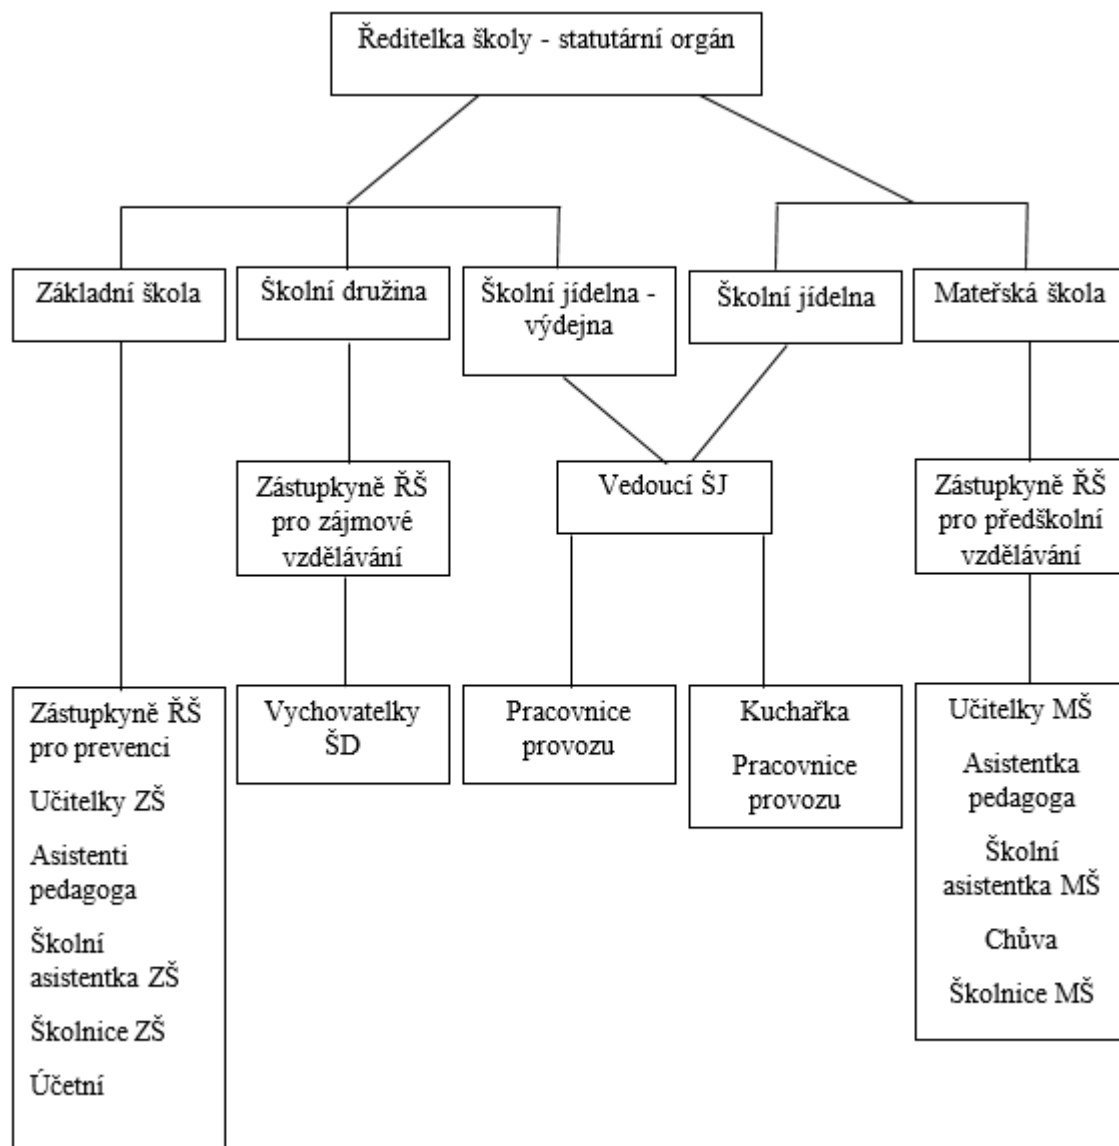 Ředitelka školy - statutární orgán
Základní škola
Školní družina
Školní jídelna -
výdejna
Školní jídelna
Mateřská škola
Zástupkyně ŘŠ
pro zájmové
vzdělávání
Vedoucí ŠJ
Zástupkyně ŘŠ
pro předškolní
vzdělávání
Zástupkyně ŘŠ
pro prevenci
Učitelky ZŠ
Asistenti
pedagoga
Školní
asistentka ZŠ
Školnice ZŠ
Účetní
Vychovatelky
ŠD
Pracovnice
provozu
Kuchařka
Pracovnice
provozu
Učitelky MŠ
Asistentka
pedagoga
Školní
asistentka MŠ
Chůva
Školnice MŠ